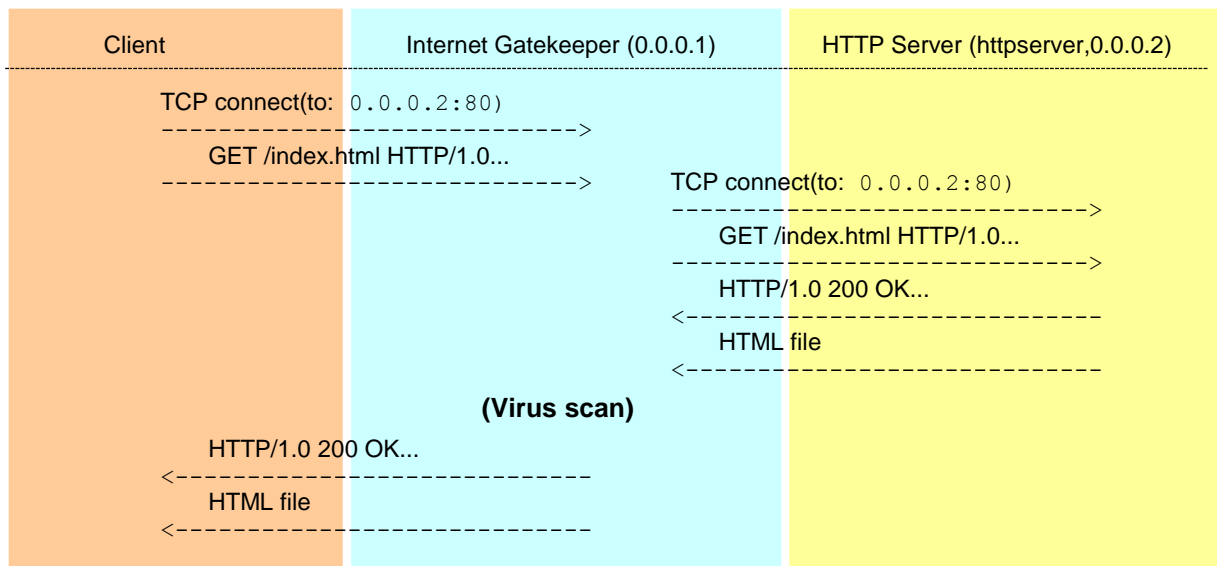 Client Internet Gatekeeper (0.0.0.1) HTTP Server (httpserver,0.0.0.2)
TCP connect(to: 0.0.0.2:80)
----------------------------->
GET /index.html HTTP/1.0...
-----------------------------> TCP connect(to: 0.0.0.2:80)
----------------------------->
GET /index.html HTTP/1.0...
----------------------------->
HTTP/1.0 200 OK...
<-----------------------------
HTML file
<-----------------------------
(Virus scan)
HTTP/1.0 200 OK...
<-----------------------------
HTML file
<-----------------------------